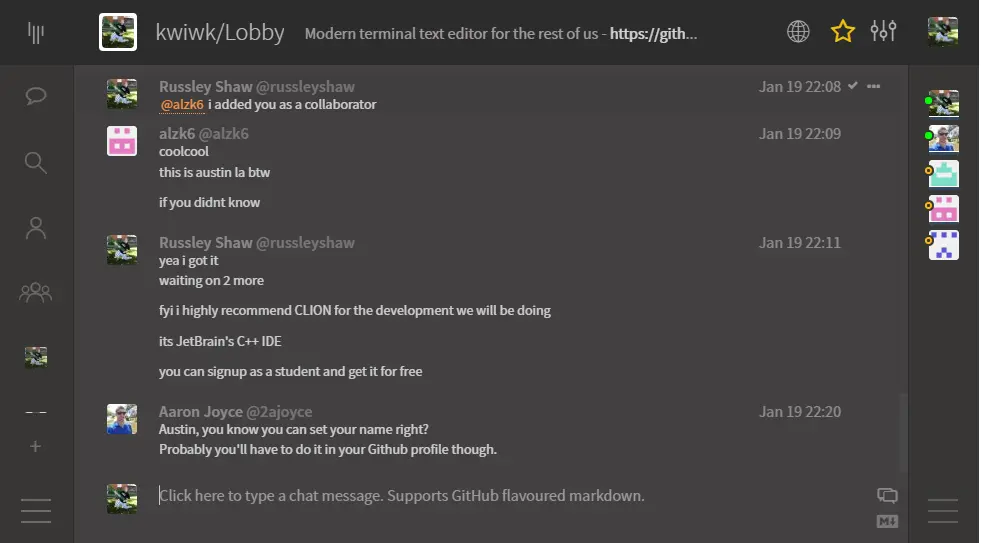 kwiwk/Lobby Modern terminal text editor for the rest of us - https://gith...
Russley Shaw @russleyshaw Jan 19 22:08
@alzk6 i added you as a collaborator
alzk6 @alzk6 Jan 19 22:09
coolcool
this is austin la btw
if you didnt know
Russley Shaw @russleyshaw Jan 19 22:11
yea i got it
waiting on 2 more
fyi i highly recommend CLION for the development we will be doing
its JetBrain's C++ IDE
you can signup as a student and get it for free
Aaron Joyce @2ajoyce Jan 19 22:20
Austin, you know you can set your name right?
Probably you'll have to do it in your Github profile though.
Click here to type a chat message. Supports GitHub flavoured markdown.
M↓